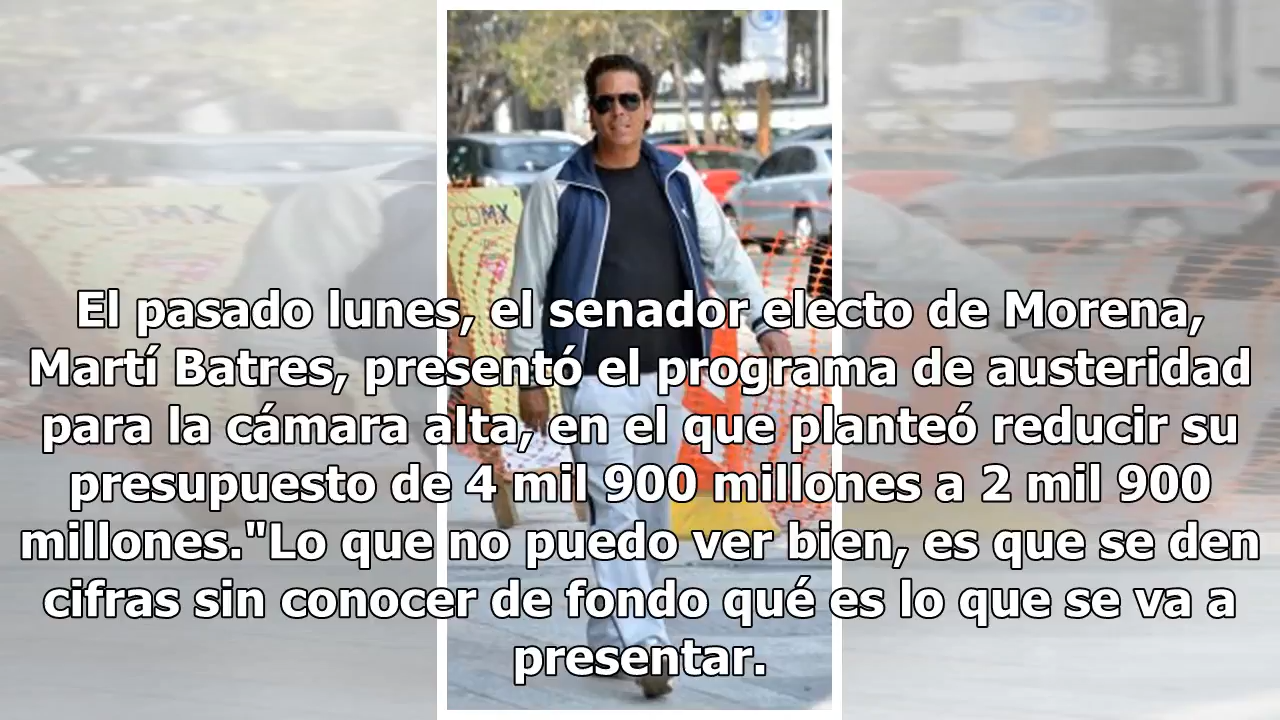 CDMX
El pasado lunes, el senador electo de Morena,
Martí Batres, presentó el programa de austeridad
para la cámara alta, en el que planteó reducir su
presupuesto de 4 mil 900 millones a 2 mil 900
millones."Lo que no puedo ver bien, es que se den
cifras sin conocer de fondo qué es lo que se va a
presentar.